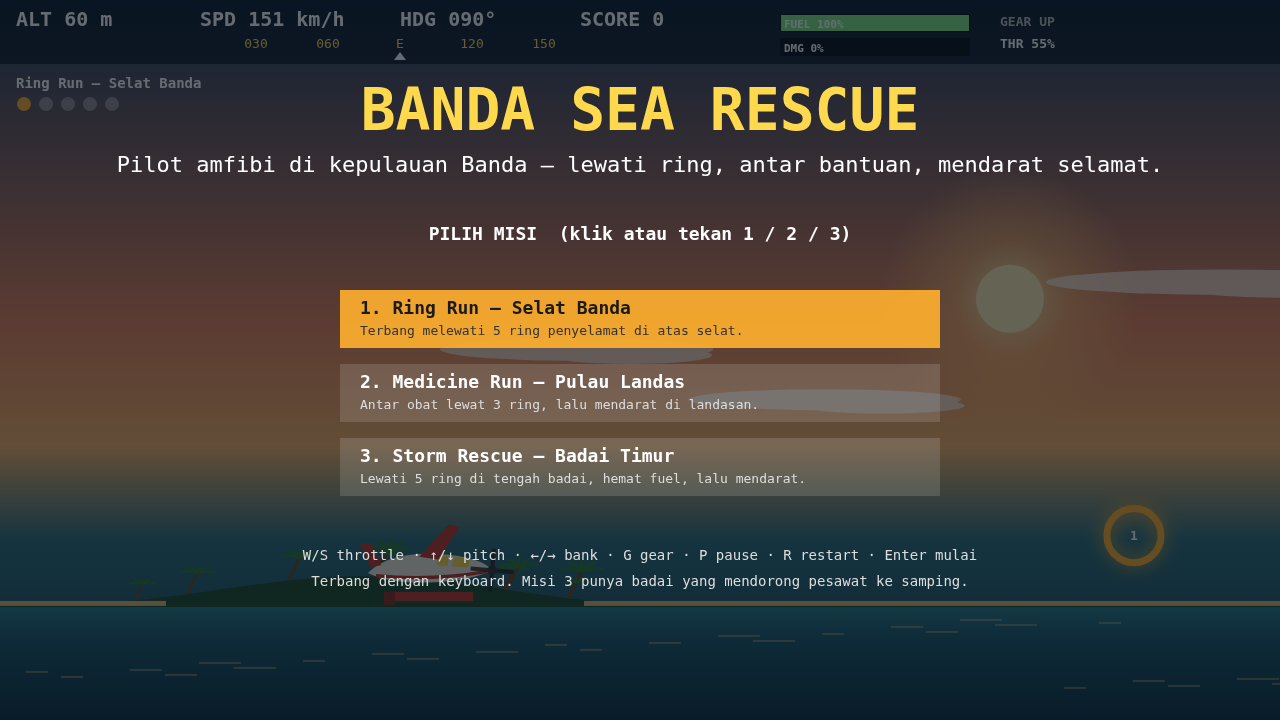 ALT 60 m SPD 151 km/h HDG 090° SCORE 0 FUEL 100% GEAR UP
030 060 E 120 150 DMG 0% THR 55%
Ring Run — Selat Banda
BANDA SEA RESCUE
Pilot amfibi di kepulauan Banda — lewati ring, antar bantuan, mendarat selamat.
PILIH MISI (klik atau tekan 1 / 2 / 3)
1. Ring Run — Selat Banda
Terbang melewati 5 ring penyelamat di atas selat.
2. Medicine Run — Pulau Landas
Antar obat lewat 3 ring, lalu mendarat di landasan.
3. Storm Rescue — Badai Timur
Lewati 5 ring di tengah badai, hemat fuel, lalu mendarat.
1
W/S throttle · ↑/↓ pitch · ←/→ bank · G gear · P pause · R restart · Enter mulai
Terbang dengan keyboard. Misi 3 punya badai yang mendorong pesawat ke samping.